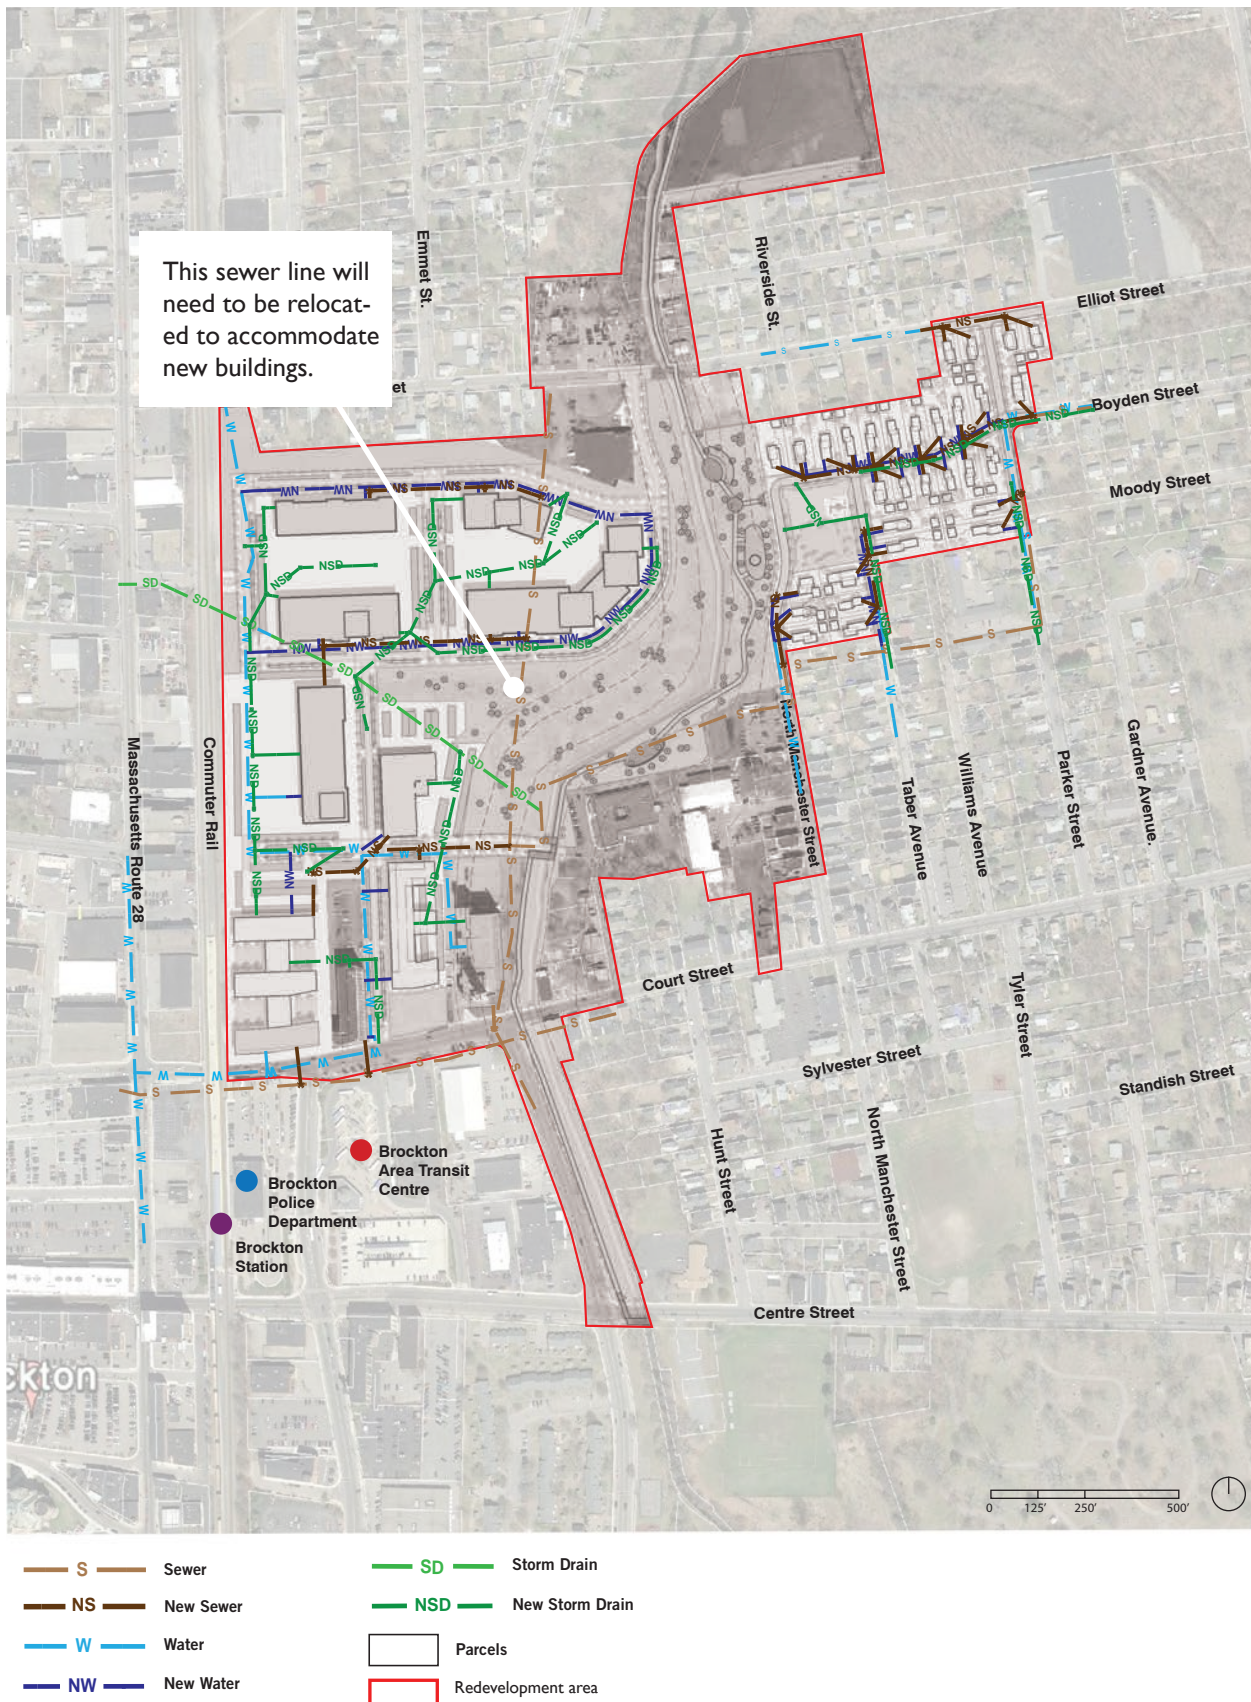 This sewer line will
need to be relocat-
ed to accommodate
new buildings.
Emmet St.
et
Riverside St.
Elliot Street
Boyden Street
Moody Street
Massachusetts Route 28
Commuter Rail
North Manchester Street
Taber Avenue
Williams Avenue
Parker Street
Gardner Avenue.
Court Street
Sylvester Street
Tyler Street
Standish Street
Hunt Street
North Manchester Street
Centre Street
Brockton
Area Transit
Centre
Brockton
Police
Department
Brockton
Station
ckton
0 125' 250' 500'
S Sewer
NS New Sewer
W Water
NW New Water
SD Storm Drain
NSD New Storm Drain
Parcels
Redevelopment area